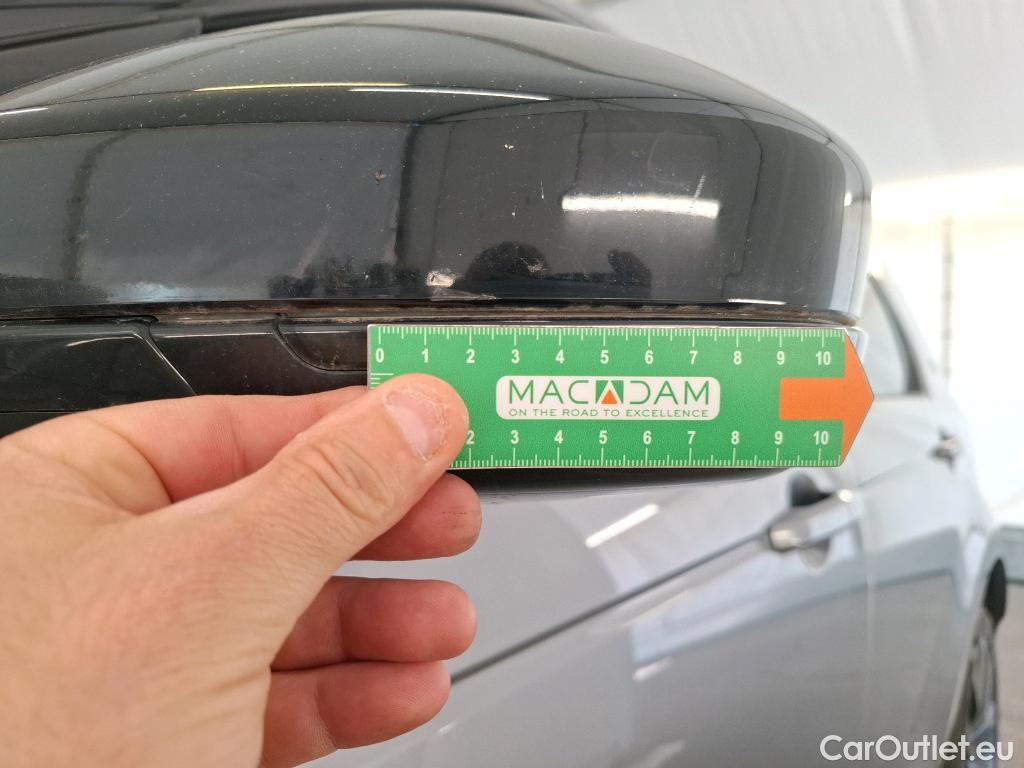 0 1 2 3 4 5 6 7 8 9 10
MACADAM
ON THE ROAD TO EXCELLENCE
2 3 4 5 6 7 8 9 10
CarOutlet.eu